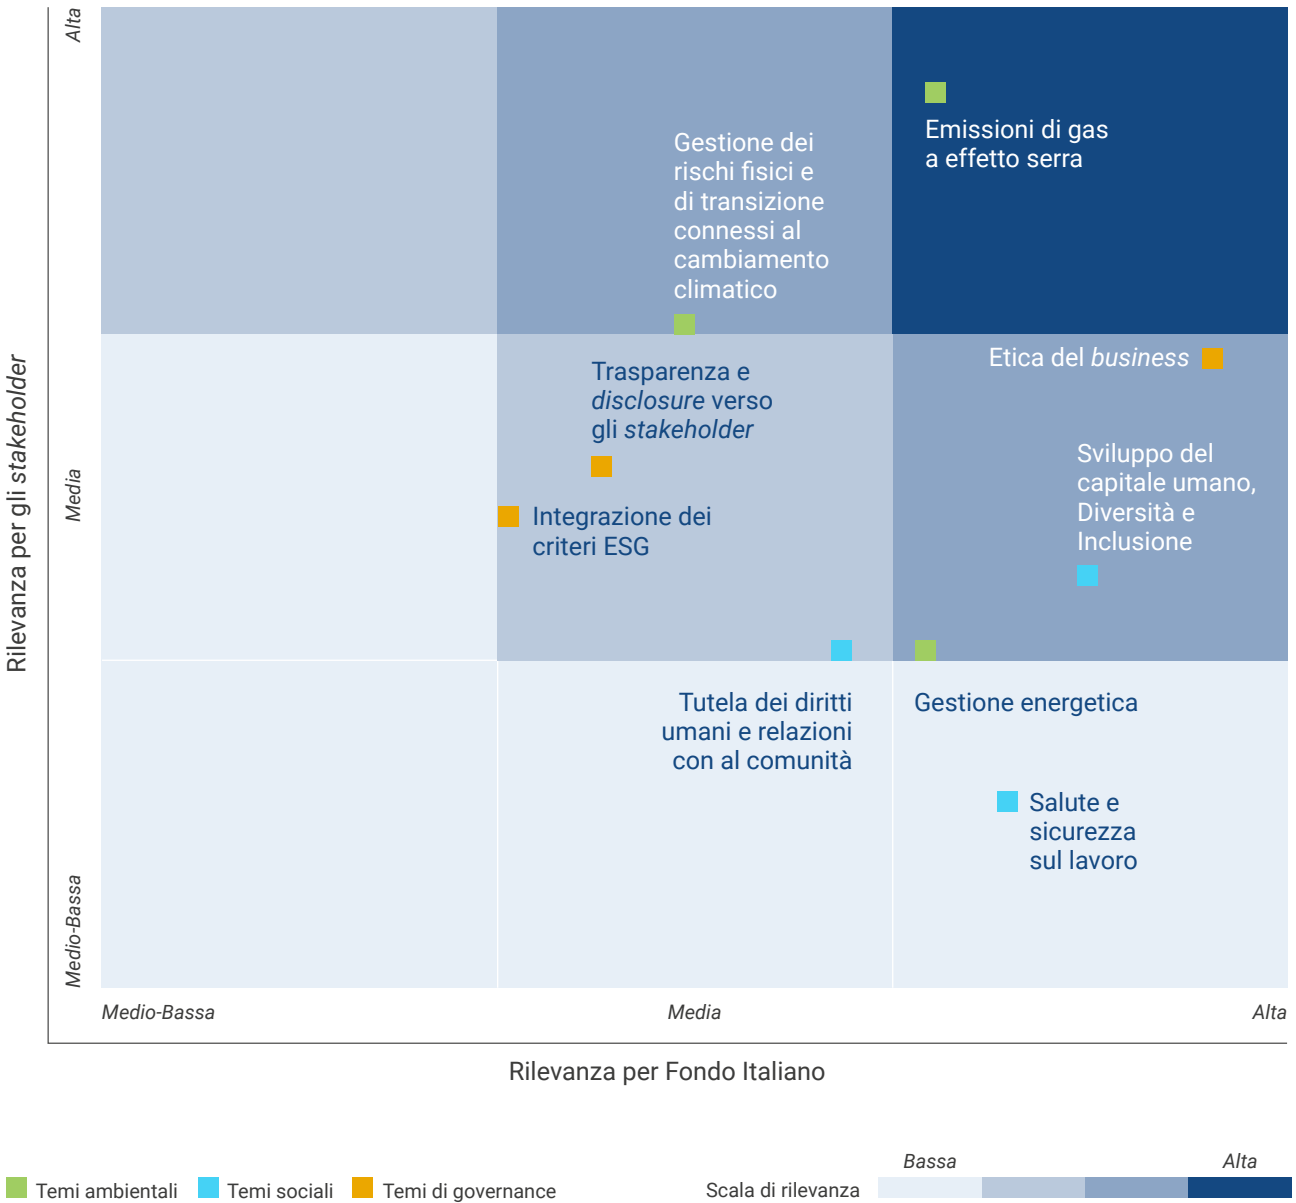 Alta
Emissioni di gas
a effetto serra
Gestione dei
rischi fisici e
di transizione
connessi al
cambiamento
climatico
Etica del business
Trasparenza e
disclosure verso
gli stakeholder
Rilevanza per gli stakeholder
Media
Sviluppo del
capitale umano,
Diversità e
Inclusione
Integrazione dei
criteri ESG
Tutela dei diritti
umani e relazioni
con al comunità
Gestione energetica
Salute e
sicurezza
sul lavoro
Medio-Bassa
Medio-Bassa
Media
Alta
Rilevanza per Fondo Italiano
Bassa
Alta
Temi ambientali
Temi sociali
Temi di governance
Scala di rilevanza